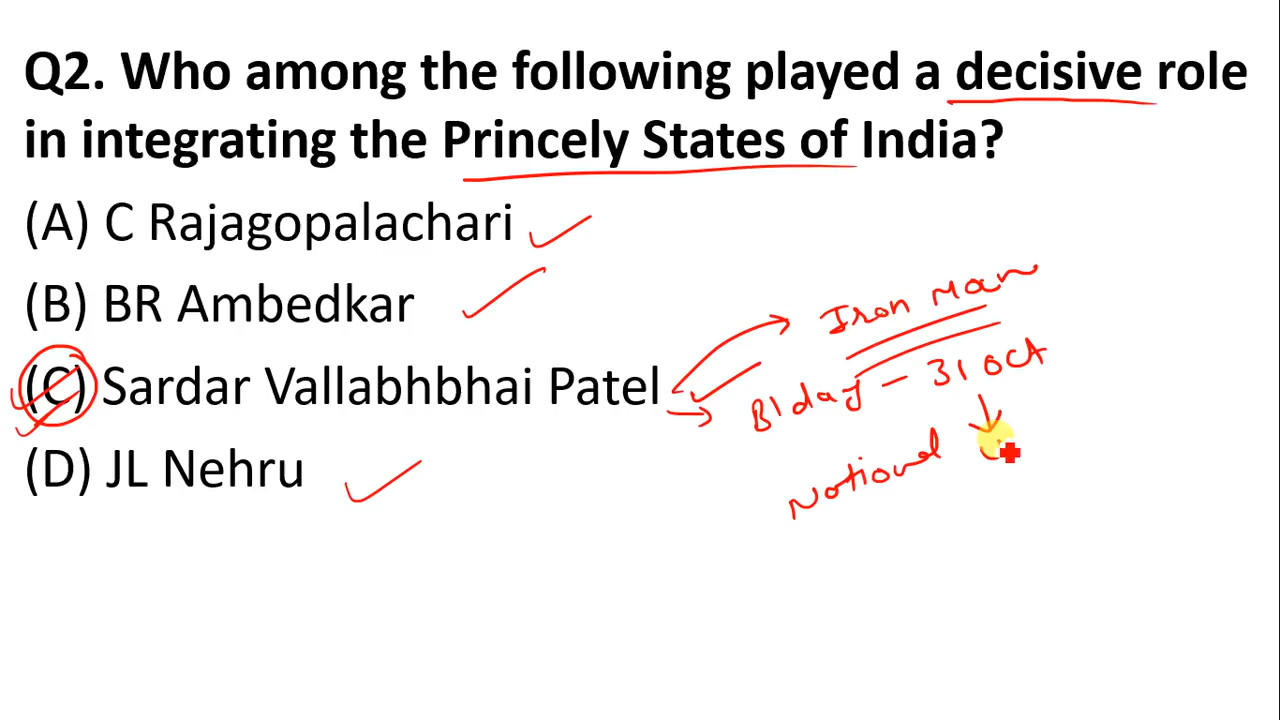 Q2. Who among the following played a decisive role
in integrating the Princely States of India?
(A) C Rajagopalachari
(B) BR Ambedkar
(C) Sardar Vallabhbhai Patel
(D) JL Nehru
Iron Man
B'day - 31 OCT
National